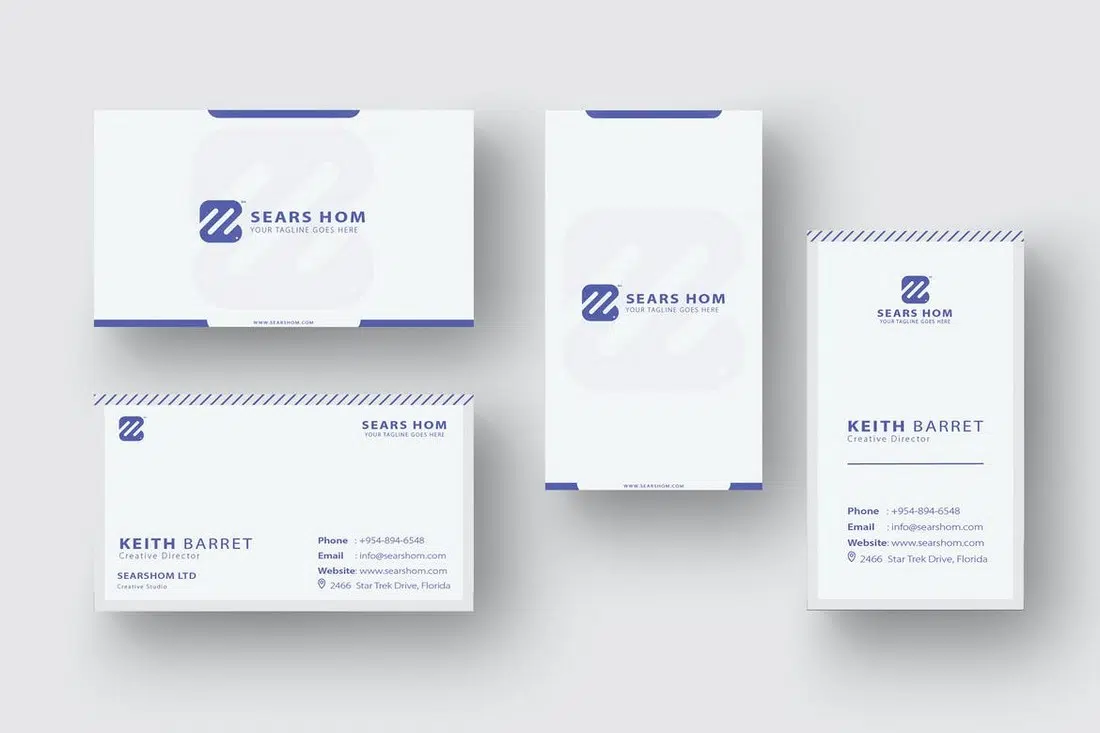 SEARS HOM
YOUR TAGLINE GOES HERE
WWW.SEARSHOM.COM
SEARS HOM
YOUR TAGLINE GOES HERE
KEITH BARRET
Creative Director
SEARSHOM LTD
Creative Studio
Phone : +954-894-6548
Email : info@searshom.com
Website: www.searshom.com
2466 Star Trek Drive, Florida
SEARS HOM
YOUR TAGLINE GOES HERE
WWW.SEARSHOM.COM
SEARS HOM
YOUR TAGLINE GOES HERE
KEITH BARRET
Creative Director
Phone : +954-894-6548
Email : info@searshom.com
Website: www.searshom.com
2466 Star Trek Drive, Florida